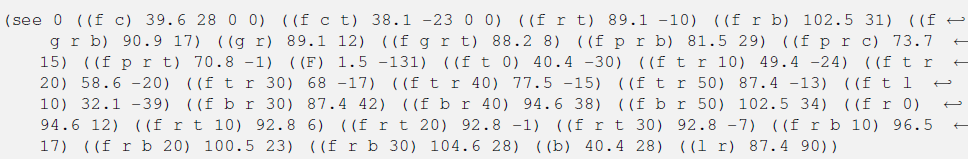 (see 0 ((f c) 39.6 28 0 0) ((f c t) 38.1 -23 0 0) ((f r t) 89.1 -10) ((f r b) 102.5 31) ((f ↩
g r b) 90.9 17) ((g r) 89.1 12) ((f g r t) 88.2 8) ((f p r b) 81.5 29) ((f p r c) 73.7 ←
15) ((f p r t) 70.8 -1) ((F) 1.5 -131) ((f t 0) 40.4 -30) ((f t r 10) 49.4 -24) ((f t r ←
20) 58.6 -20) ((f t r 30) 68 -17) ((f t r 40) 77.5 -15) ((f t r 50) 87.4 -13) ((f t l ↩
10) 32.1 -39) ((f b r 30) 87.4 42) ((f b r 40) 94.6 38) ((f b r 50) 102.5 34) ((f r 0) ↩
94.6 12) ((f r t 10) 92.8 6) ((f r t 20) 92.8 -1) ((f r t 30) 92.8 -7) ((f r b 10) 96.5 ←
17) ((f r b 20) 100.5 23) ((f r b 30) 104.6 28) ((b) 40.4 28) ((l r) 87.4 90))